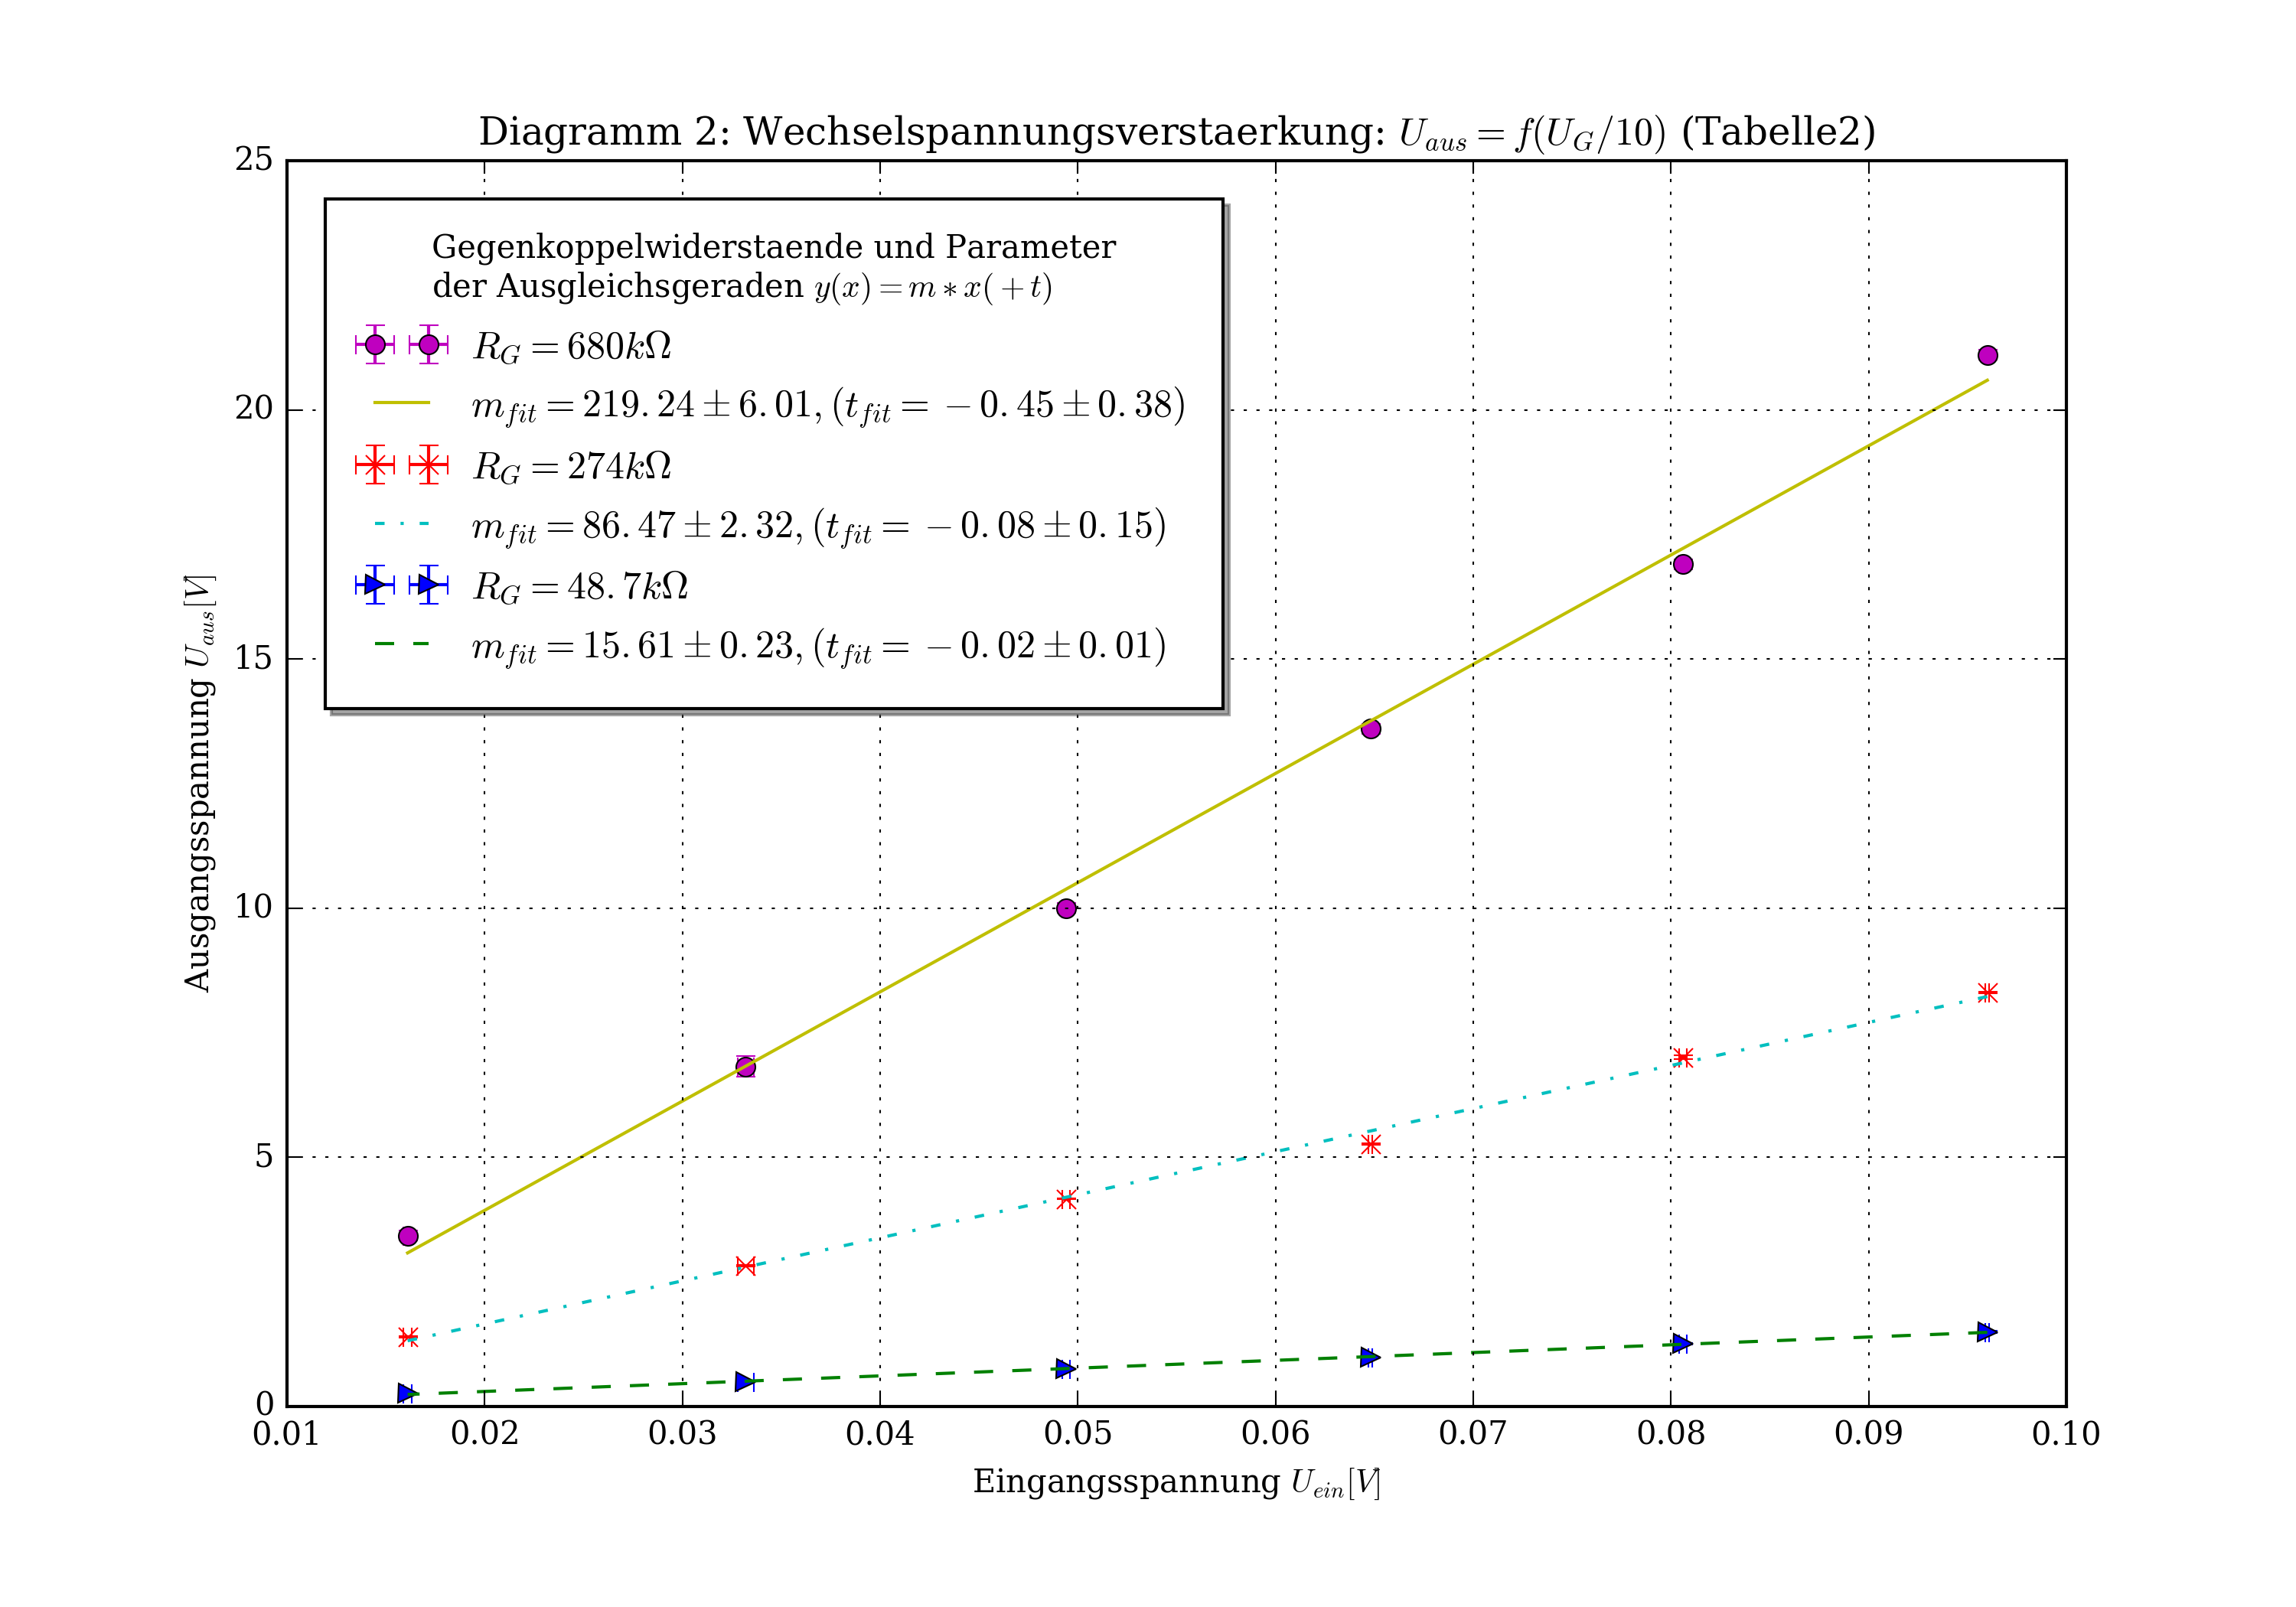 Diagramm 2: Wechselspannungsverstaerkung: U_aus = f(U_G/10) (Tabelle2)
25
20
15
10
5
0
Gegenkoppelwiderstaende und Parameter
der Ausgleichsgeraden y(x) = m ∗ x( + t)
R_G = 680kΩ
m_fit = 219.24 ± 6.01, (t_fit = −0.45 ± 0.38)
R_G = 274kΩ
m_fit = 86.47 ± 2.32, (t_fit = −0.08 ± 0.15)
R_G = 48.7kΩ
m_fit = 15.61 ± 0.23, (t_fit = −0.02 ± 0.01)
Ausgangsspannung U_aus[V]
0.01 0.02 0.03 0.04 0.05 0.06 0.07 0.08 0.09 0.10
Eingangsspannung U_ein[V]